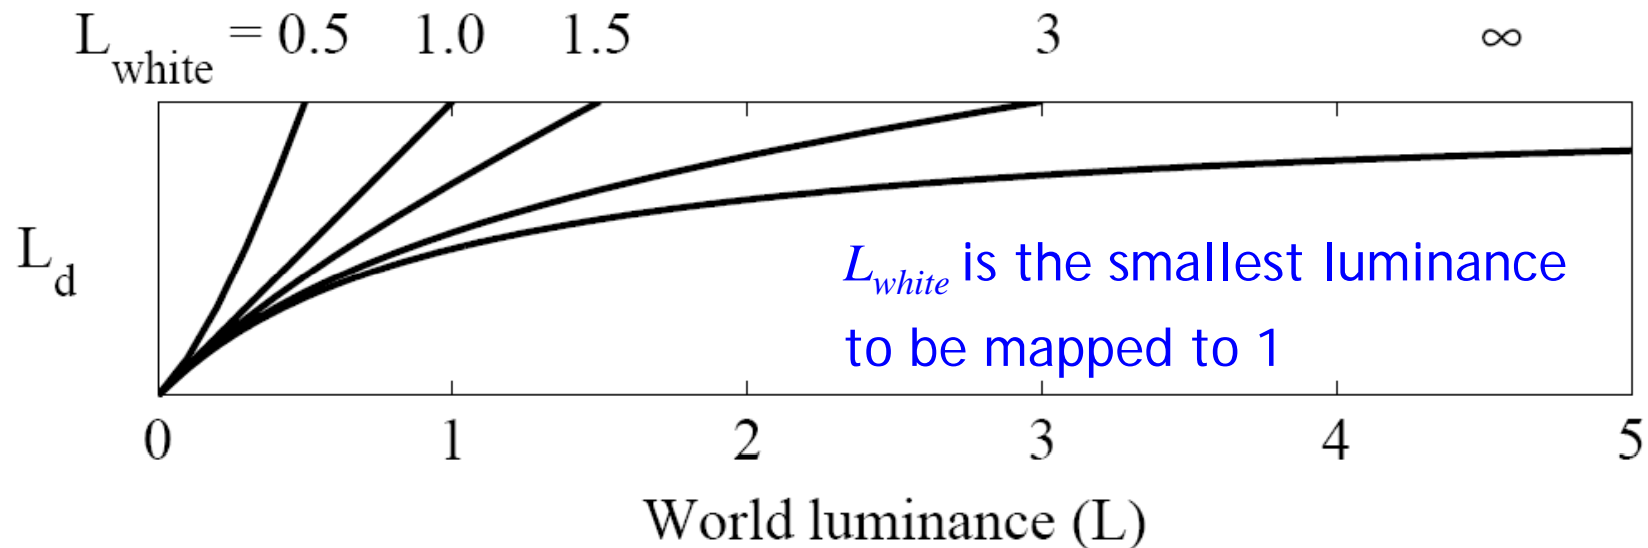 L_white = 0.5 1.0 1.5 3 ∞
L_d
L_white is the smallest luminance
to be mapped to 1
0 1 2 3 4 5
World luminance (L)